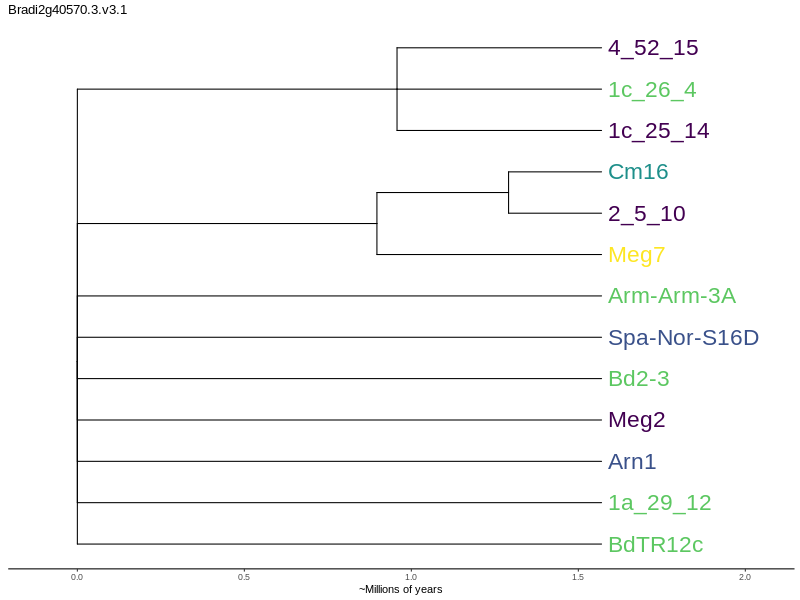 Bradi2g40570.3.v3.1
4_52_15
1c_26_4
1c_25_14
Cm16
2_5_10
Meg7
Arm-Arm-3A
Spa-Nor-S16D
Bd2-3
Meg2
Arn1
1a_29_12
BdTR12c
0.0 0.5 1.0 1.5 2.0
~Millions of years